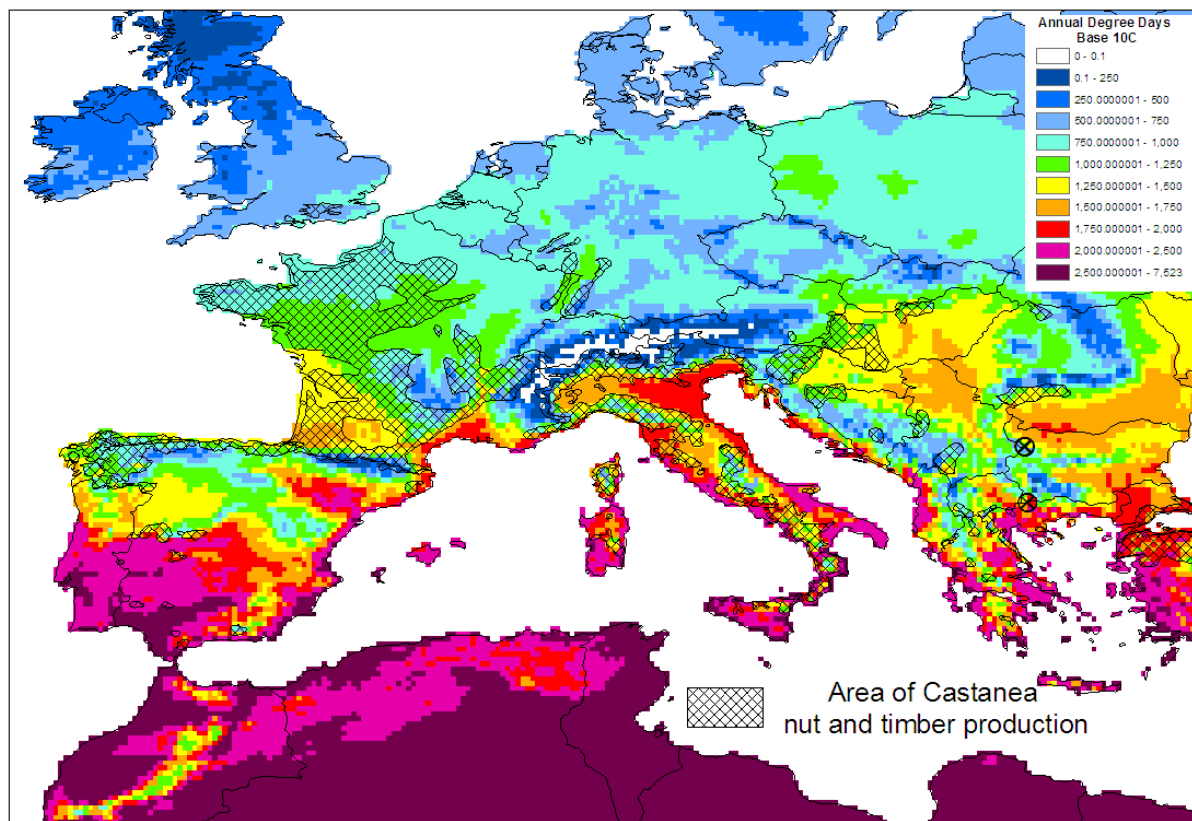 Annual Degree Days
Base 10C
0 - 0.1
0.1 - 250
250.0000001 - 500
500.0000001 - 750
750.0000001 - 1,000
1,000.000001 - 1,250
1,250.000001 - 1,500
1,500.000001 - 1,750
1,750.000001 - 2,000
2,000.000001 - 2,500
2,500.000001 - 7,523
Area of Castanea
nut and timber production